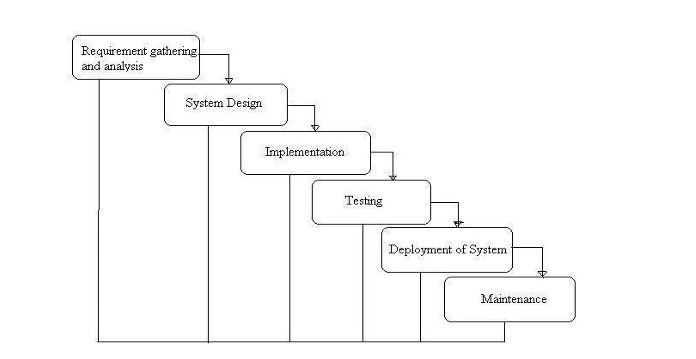 Requirement gathering
and analysis
System Design
Implementation
Testing
Deployment of System
Maintenance